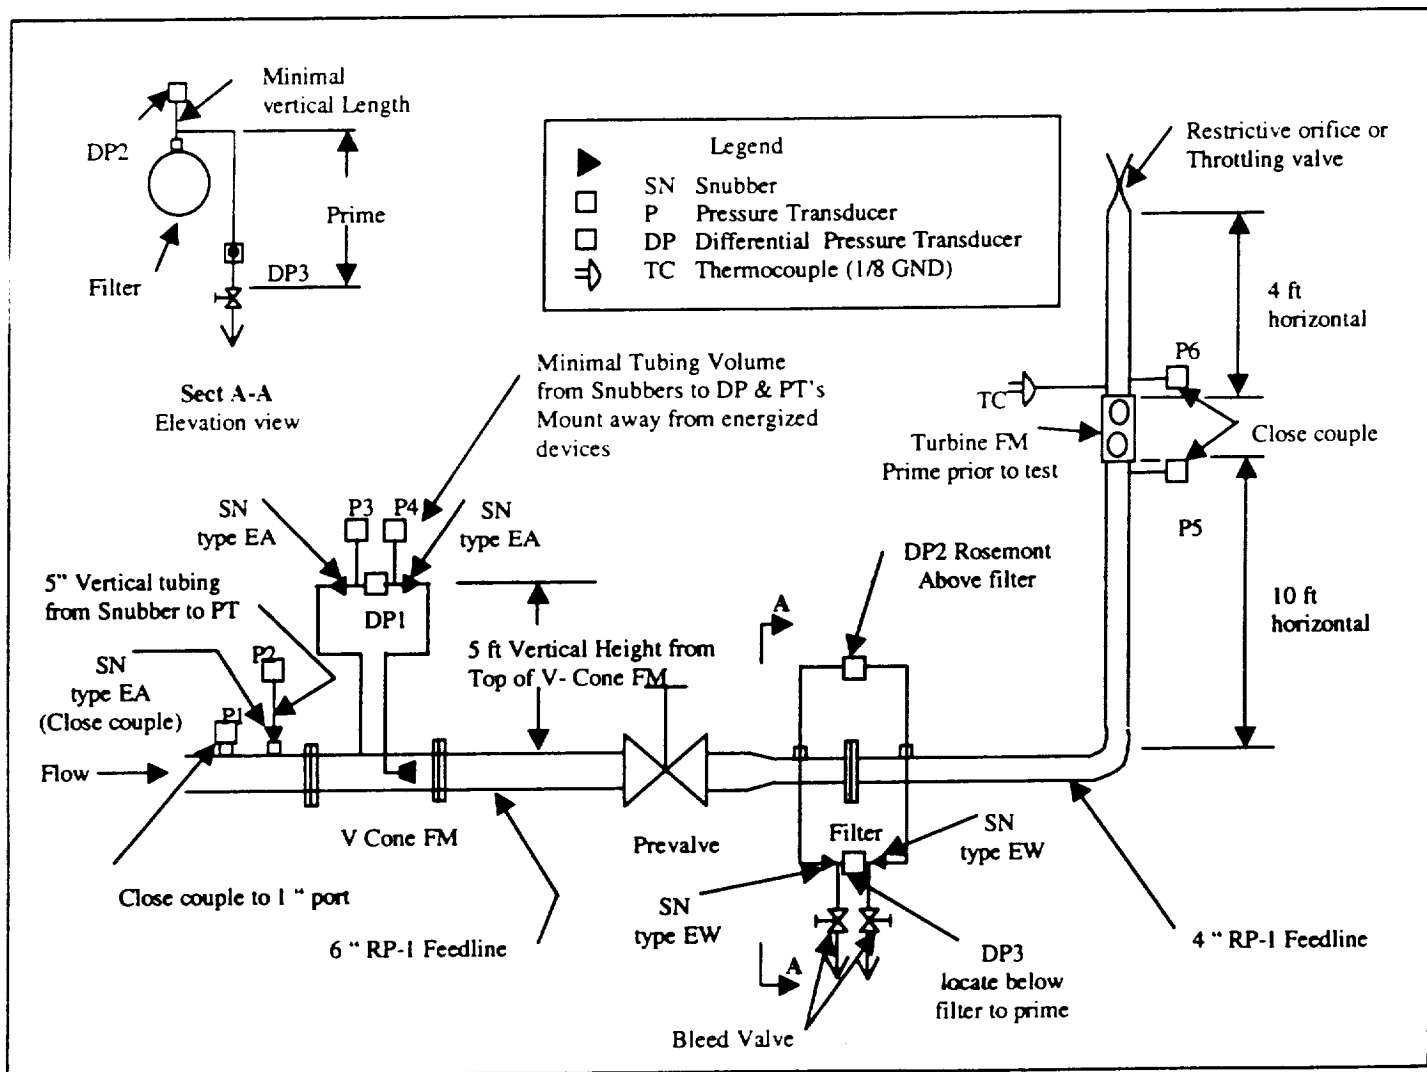 Minimal
vertical Length
DP2
Prime
Filter
DP3
Sect A-A
Elevation view
Legend
SN Snubber
P Pressure Transducer
DP Differential Pressure Transducer
TC Thermocouple (1/8 GND)
Restrictive orifice or
Throttling valve
4 ft
horizontal
P6
TC
Turbine FM
Prime prior to test
Close couple
P5
10 ft
horizontal
Minimal Tubing Volume
from Snubbers to DP & PT's
Mount away from energized
devices
SN
type EA
P3
P4
SN
type EA
DP1
5" Vertical tubing
from Snubber to PT
SN
type EA
(Close couple)
P2
P1
5 ft Vertical Height from
Top of V- Cone FM
A
DP2 Rosemont
Above filter
Flow
V Cone FM
Prevalve
Filter
SN
type EW
Close couple to 1 " port
6 " RP-1 Feedline
SN
type EW
A
DP3
locate below
filter to prime
4 " RP-1 Feedline
Bleed Valve